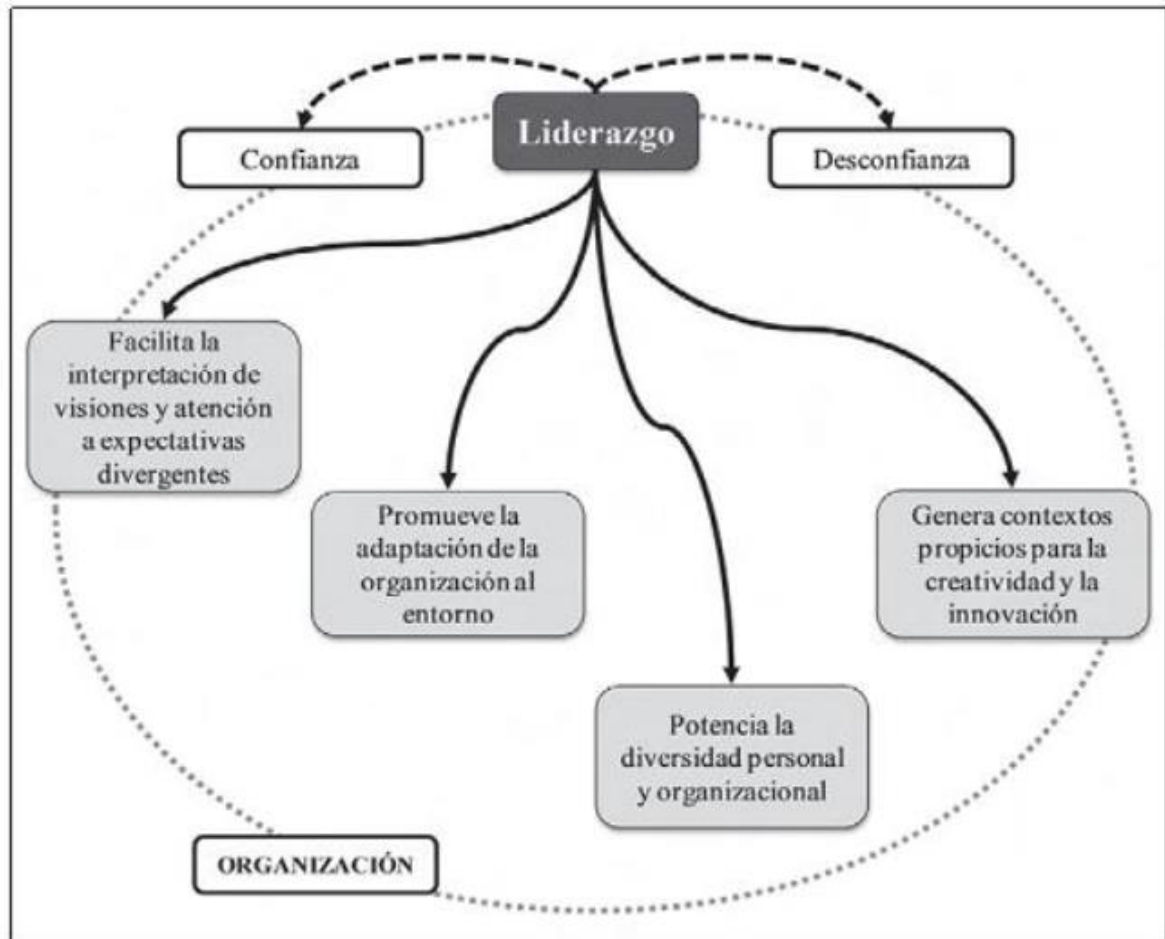 Liderazgo
Confianza
Desconfianza
Facilita la
interpretación de
visiones y atención
a expectativas
divergentes
Promueve la
adaptación de la
organización al
entorno
Genera contextos
propicios para la
creatividad y la
innovación
Potencia la
diversidad personal
y organizacional
ORGANIZACIÓN